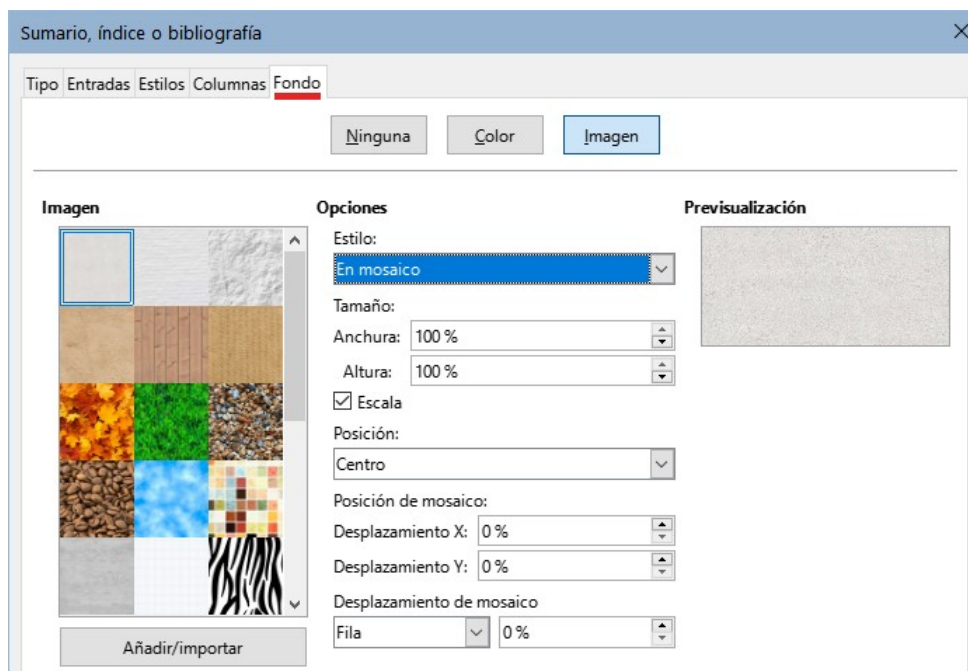 Sumario, índice o bibliografía
Tipo Entradas Estilos Columnas Fondo
Ninguna Color Imagen
Imagen
Opciones
Estilo:
En mosaico
Tamaño:
Anchura: 100 %
Altura: 100 %
Escala
Posición:
Centro
Posición de mosaico:
Desplazamiento X: 0 %
Desplazamiento Y: 0 %
Desplazamiento de mosaico
Fila 0 %
Previsualización
Añadir/importar